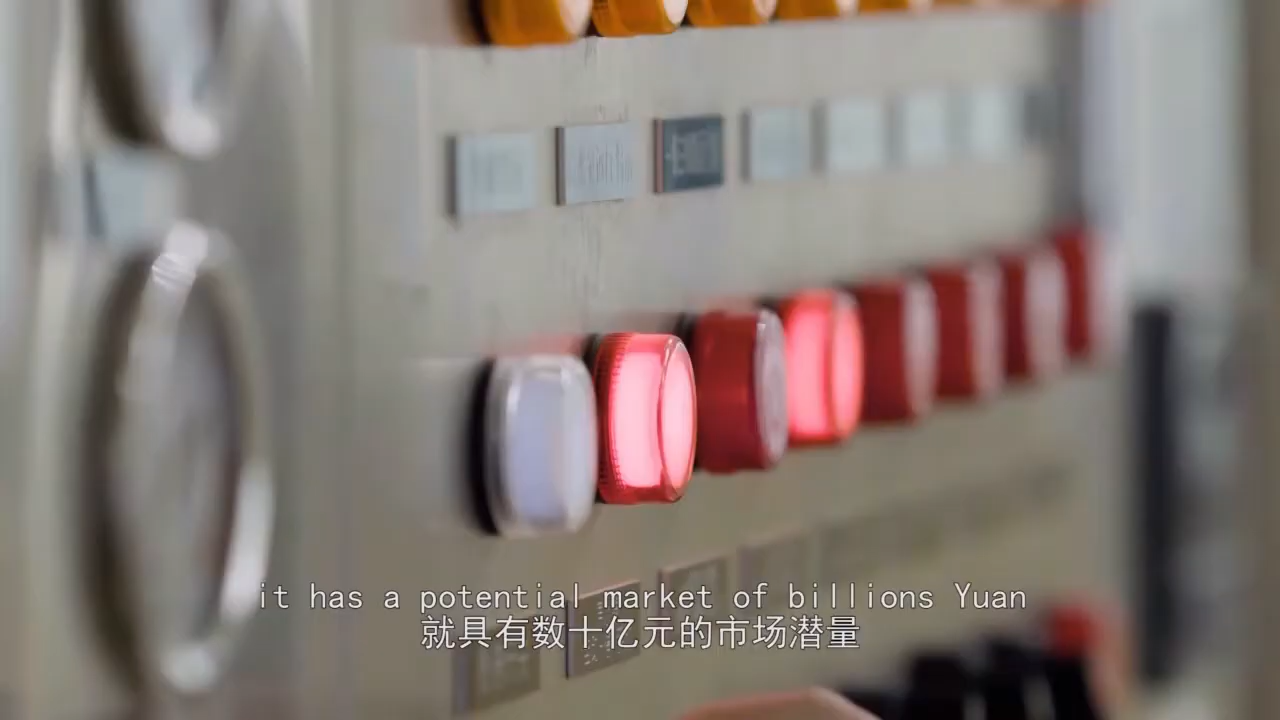 it has a potential market of billions Yuan
就具有数十亿元的市场潜量